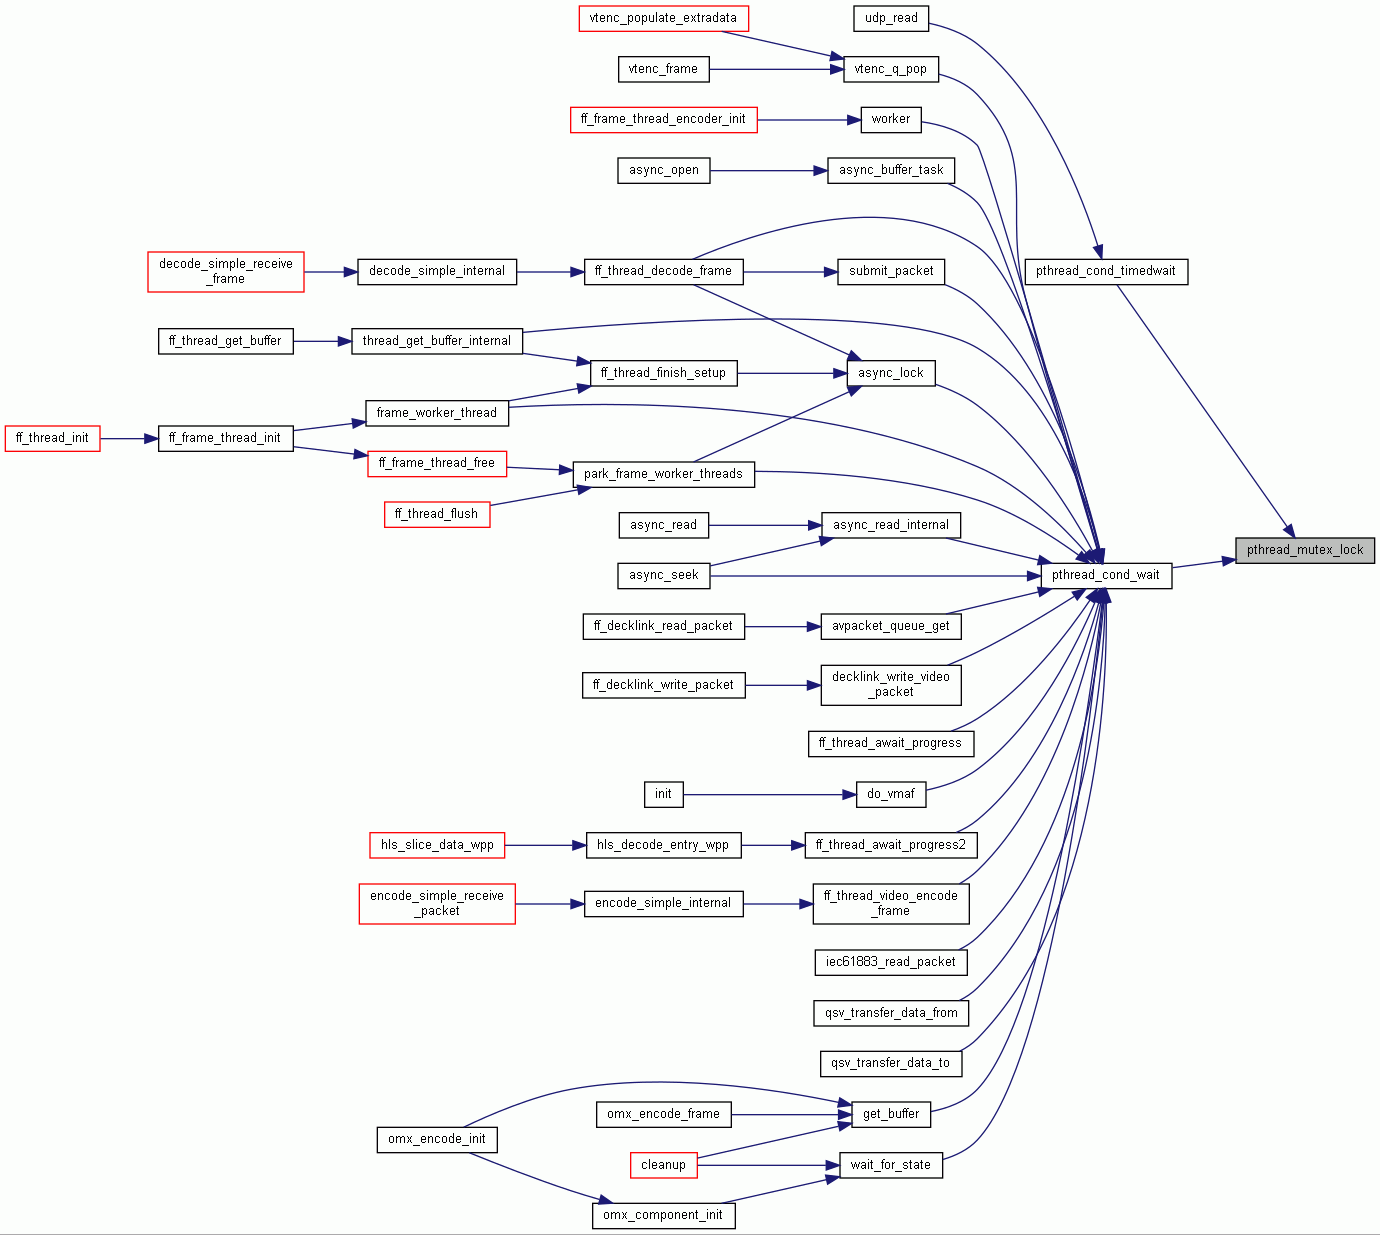 vtenc_populate_extradata
udp_read
vtenc_frame
vtenc_q_pop
ff_frame_thread_encoder_init
worker
async_open
async_buffer_task
decode_simple_receive
_frame
decode_simple_internal
ff_thread_decode_frame
submit_packet
pthread_cond_timedwait
ff_thread_get_buffer
thread_get_buffer_internal
ff_thread_finish_setup
async_lock
frame_worker_thread
ff_thread_init
ff_frame_thread_init
ff_frame_thread_free
park_frame_worker_threads
ff_thread_flush
async_read
async_read_internal
pthread_mutex_lock
async_seek
pthread_cond_wait
ff_decklink_read_packet
avpacket_queue_get
ff_decklink_write_packet
decklink_write_video
_packet
ff_thread_await_progress
init
do_vmaf
hls_slice_data_wpp
hls_decode_entry_wpp
ff_thread_await_progress2
encode_simple_receive
_packet
encode_simple_internal
ff_thread_video_encode
_frame
iec61883_read_packet
qsv_transfer_data_from
qsv_transfer_data_to
omx_encode_frame
get_buffer
omx_encode_init
cleanup
wait_for_state
omx_component_init